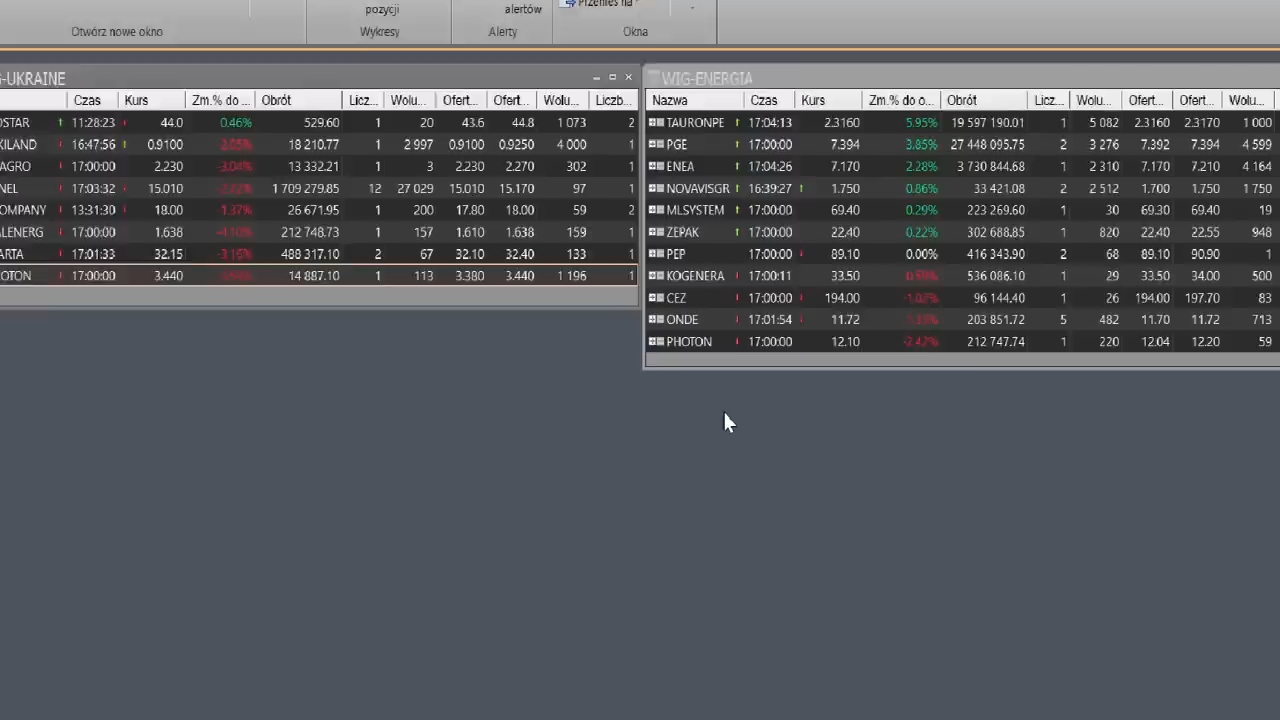 pozycji alertów Przenieś na
Otwórz nowe okno Wykresy Alerty Okna
G-UKRAINE
Czas Kurs Zm.% do ... Obrót Licz... Wolu... Ofert... Ofert... Wolu... Liczb...
OSTAR 11:28:23 44.0 0.46% 529.60 1 20 43.6 44.8 1 073 2
KILAND 16:47:56 0.9100 -2.05% 18 210.77 1 2 997 0.9100 0.9250 4 000 1
AGRO 17:00:00 2.230 -3.04% 13 332.21 1 3 2.230 2.270 302 1
NEL 17:03:32 15.010 1 709 279.85 12 27 029 15.010 15.170 97 1
OMPANY 13:31:30 18.00 -1.37% 26 671.95 1 200 17.80 18.00 59 2
ALENERG 17:00:00 1.638 -4.10% 212 748.73 1 157 1.610 1.638 159 1
ARTA 17:01:33 32.15 -3.16% 488 317.10 2 67 32.10 32.40 133 1
OTON 17:00:00 3.440 14 887.10 1 113 3.380 3.440 1 196 1
WIG-ENERGIA
Nazwa Czas Kurs Zm.% do o... Obrót Licz... Wolu... Ofert... Ofert... Wolu...
TAURONPE 17:04:13 2.3160 5.95% 19 597 190.01 1 5 082 2.3160 2.3170 1 000
PGE 17:00:00 7.394 3.85% 27 448 095.75 2 3 276 7.392 7.394 4 599
ENEA 17:04:26 7.170 2.28% 3 730 844.68 1 2 310 7.170 7.210 4 164
NOVAVISGR 16:39:27 1.750 0.86% 33 421.08 2 2 512 1.700 1.750 1 750
MLSYSTEM 17:00:00 69.40 0.29% 223 269.60 1 30 69.30 69.40 19
ZEPAK 17:00:00 22.40 0.22% 302 688.85 1 820 22.40 22.55 948
PEP 17:00:00 89.10 0.00% 416 343.90 2 68 89.10 90.90 1
KOGENERA 17:00:11 33.50 536 086.10 1 29 33.50 34.00 500
CEZ 17:00:00 194.00 -1.02% 96 144.40 1 26 194.00 197.70 83
ONDE 17:01:54 11.72 203 851.72 5 482 11.70 11.72 713
PHOTON 17:00:00 12.10 -2.42% 212 747.74 1 220 12.04 12.20 59